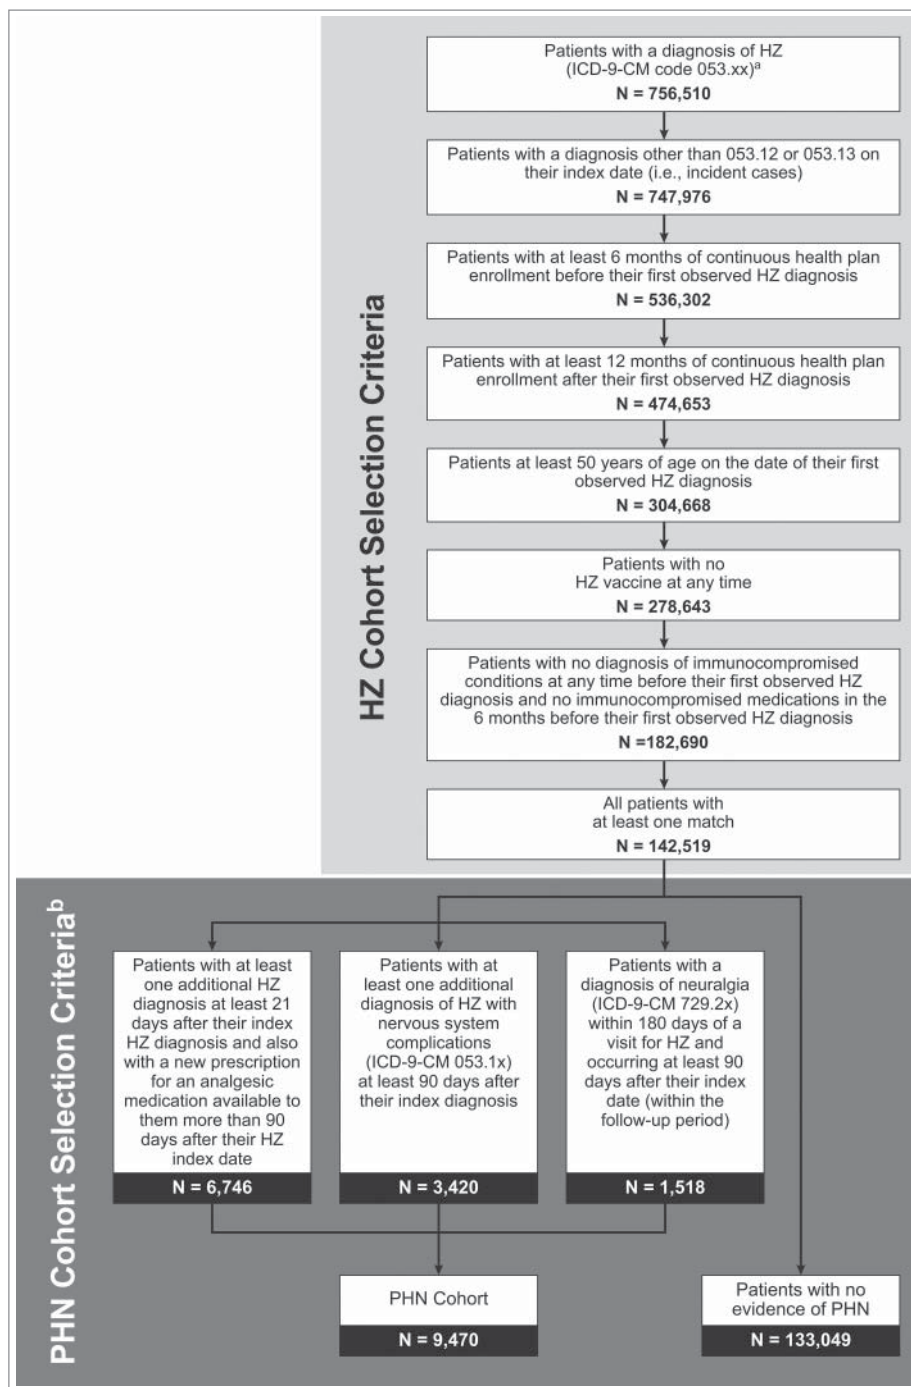 HZ Cohort Selection Criteria
Patients with a diagnosis of HZ
(ICD-9-CM code 053.xx)a
N = 756,510
Patients with a diagnosis other than 053.12 or 053.13 on
their index date (i.e., incident cases)
N = 747,976
Patients with at least 6 months of continuous health plan
enrollment before their first observed HZ diagnosis
N = 536,302
Patients with at least 12 months of continuous health plan
enrollment after their first observed HZ diagnosis
N = 474,653
Patients at least 50 years of age on the date of their first
observed HZ diagnosis
N = 304,668
Patients with no
HZ vaccine at any time
N = 278,643
Patients with no diagnosis of immunocompromised
conditions at any time before their first observed HZ
diagnosis and no immunocompromised medications in the
6 months before their first observed HZ diagnosis
N =182,690
All patients with
at least one match
N = 142,519
PHN Cohort Selection Criteriab
Patients with at least
one additional HZ
diagnosis at least 21
days after their index
HZ diagnosis and also
with a new prescription
for an analgesic
medication available to
them more than 90
days after their HZ
index date
N = 6,746
Patients with at
least one additional
diagnosis of HZ with
nervous system
complications
(ICD-9-CM 053.1x)
at least 90 days after
their index diagnosis
N = 3,420
Patients with a
diagnosis of neuralgia
(ICD-9-CM 729.2x)
within 180 days of a
visit for HZ and
occurring at least 90
days after their index
date (within the
follow-up period)
N = 1,518
PHN Cohort
N = 9,470
Patients with no
evidence of PHN
N = 133,049